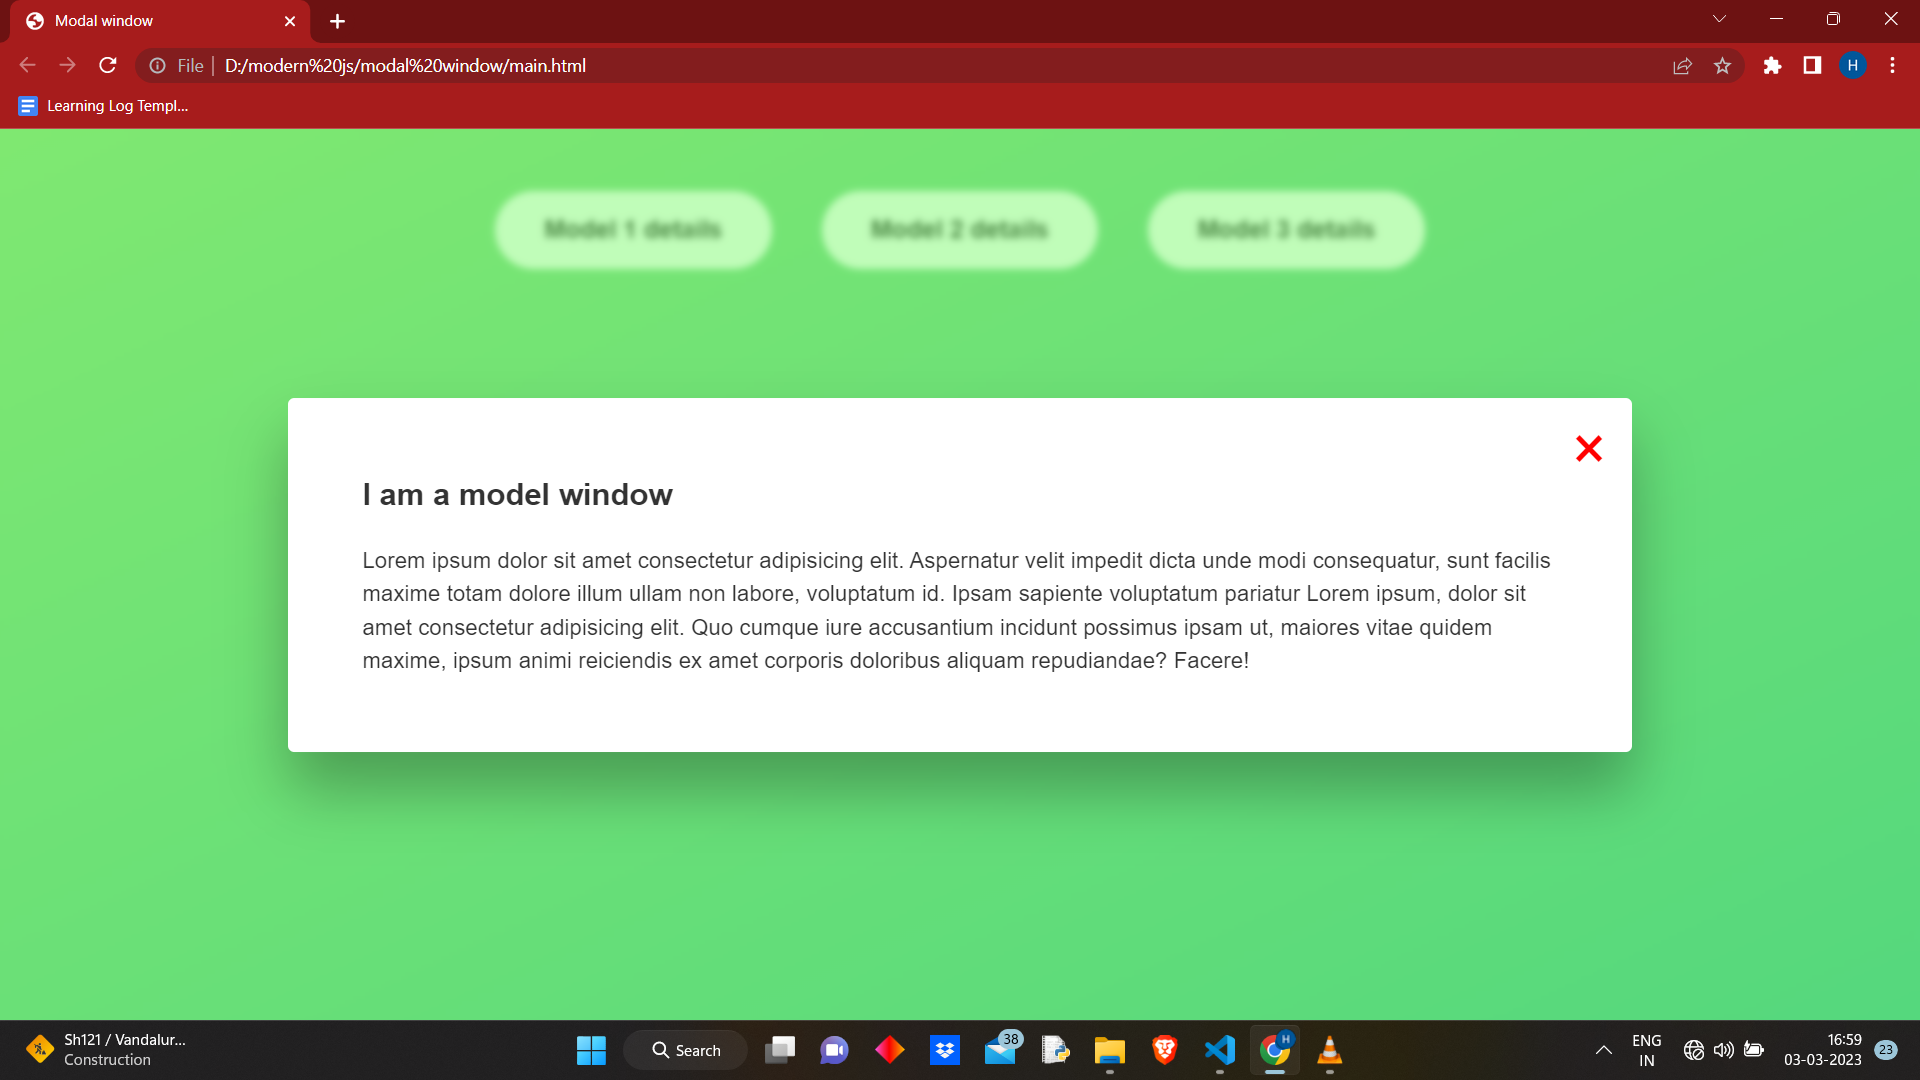 Modal window
File
D:/modern%20js/modal%20window/main.html
H
Learning Log Templ...
Model 1 details
Model 2 details
Model 3 details
I am a model window
Lorem ipsum dolor sit amet consectetur adipisicing elit. Aspernatur velit impedit dicta unde modi consequatur, sunt facilis
maxime totam dolore illum ullam non labore, voluptatum id. Ipsam sapiente voluptatum pariatur Lorem ipsum, dolor sit
amet consectetur adipisicing elit. Quo cumque iure accusantium incidunt possimus ipsam ut, maiores vitae quidem
maxime, ipsum animi reiciendis ex amet corporis doloribus aliquam repudiandae? Facere!
Sh121 / Vandalur...
Construction
Search
38
H
ENG
IN
16:59
03-03-2023
23